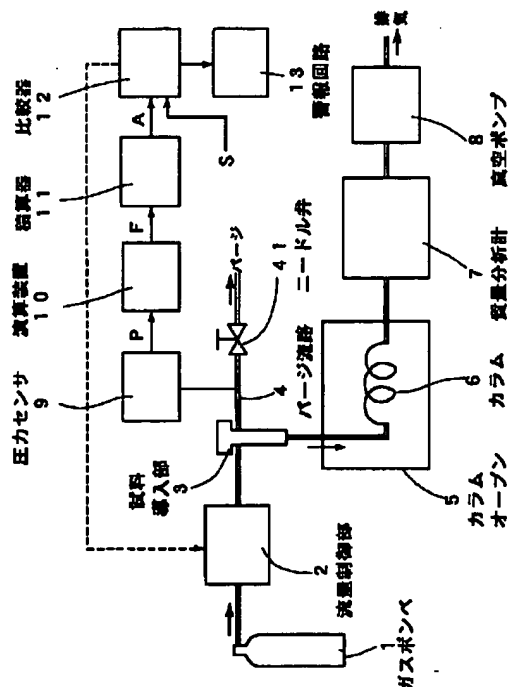 圧力センサ
9
演算装置
10
積算器
11
比較器
12
P
F
A
S
13
警報回路
試料
導入部
3
4
パージ
41
ニードル弁
パージ流路
2
流量制御部
1
ガスボンベ
5
カラム
オーブン
6
カラム
7
質量分析計
8
真空ポンプ
排気